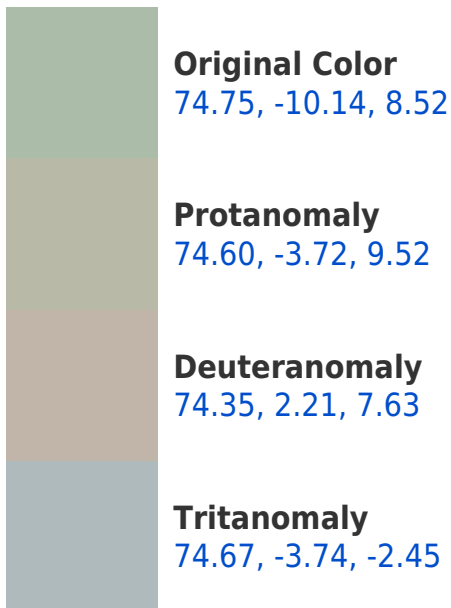 Original Color
74.75, -10.14, 8.52
Protanomaly
74.60, -3.72, 9.52
Deuteranomaly
74.35, 2.21, 7.63
Tritanomaly
74.67, -3.74, -2.45